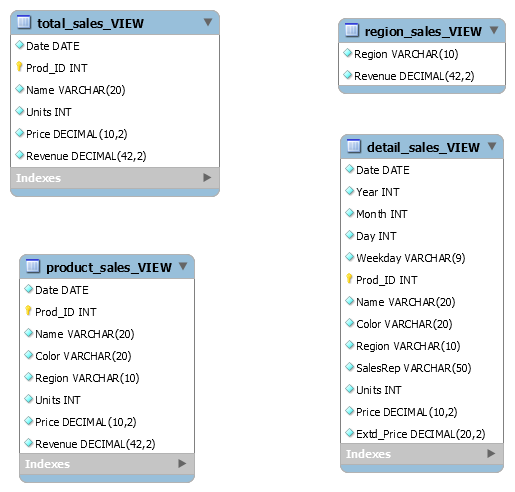 total_sales_VIEW
Date DATE
Prod_ID INT
Name VARCHAR(20)
Units INT
Price DECIMAL(10,2)
Revenue DECIMAL(42,2)
Indexes
region_sales_VIEW
Region VARCHAR(10)
Revenue DECIMAL(42,2)
product_sales_VIEW
Date DATE
Prod_ID INT
Name VARCHAR(20)
Color VARCHAR(20)
Region VARCHAR(10)
Units INT
Price DECIMAL(10,2)
Revenue DECIMAL(42,2)
Indexes
detail_sales_VIEW
Date DATE
Year INT
Month INT
Day INT
Weekday VARCHAR(9)
Prod_ID INT
Name VARCHAR(20)
Color VARCHAR(20)
Region VARCHAR(10)
SalesRep VARCHAR(50)
Units INT
Price DECIMAL(10,2)
Extd_Price DECIMAL(20,2)
Indexes